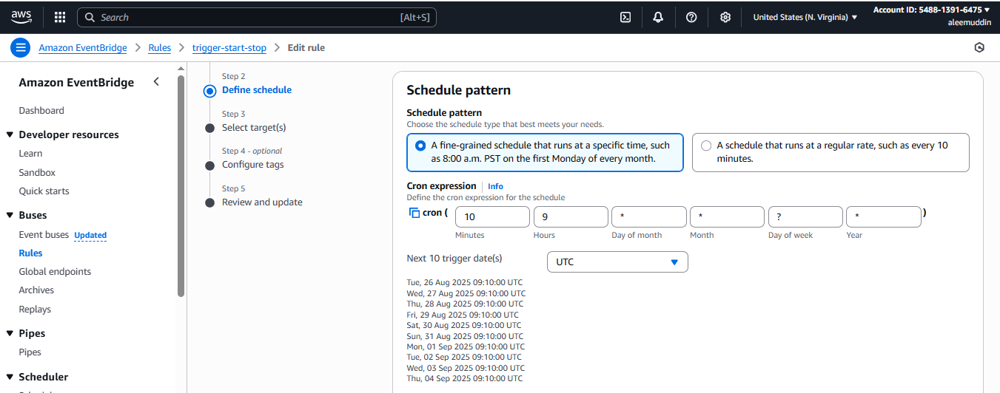 aws
Search [Alt+S]
United States (N. Virginia)
Account ID: 5488-1391-6475
aleemuddin
Amazon EventBridge > Rules > trigger-start-stop > Edit rule
Amazon EventBridge
Dashboard
Developer resources
Learn
Sandbox
Quick starts
Buses
Event buses Updated
Rules
Global endpoints
Archives
Replays
Pipes
Pipes
Scheduler
Step 2
Define schedule
Step 3
Select target(s)
Step 4 - optional
Configure tags
Step 5
Review and update
Schedule pattern
Schedule pattern
Choose the schedule type that best meets your needs.
A fine-grained schedule that runs at a specific time, such
as 8:00 a.m. PST on the first Monday of every month.
A schedule that runs at a regular rate, such as every 10
minutes.
Cron expression Info
Define the cron expression for the schedule
cron ( 10 9 * * ? * )
Minutes Hours Day of month Month Day of week Year
Next 10 trigger date(s) UTC
Tue, 26 Aug 2025 09:10:00 UTC
Wed, 27 Aug 2025 09:10:00 UTC
Thu, 28 Aug 2025 09:10:00 UTC
Fri, 29 Aug 2025 09:10:00 UTC
Sat, 30 Aug 2025 09:10:00 UTC
Sun, 31 Aug 2025 09:10:00 UTC
Mon, 01 Sep 2025 09:10:00 UTC
Tue, 02 Sep 2025 09:10:00 UTC
Wed, 03 Sep 2025 09:10:00 UTC
Thu, 04 Sep 2025 09:10:00 UTC